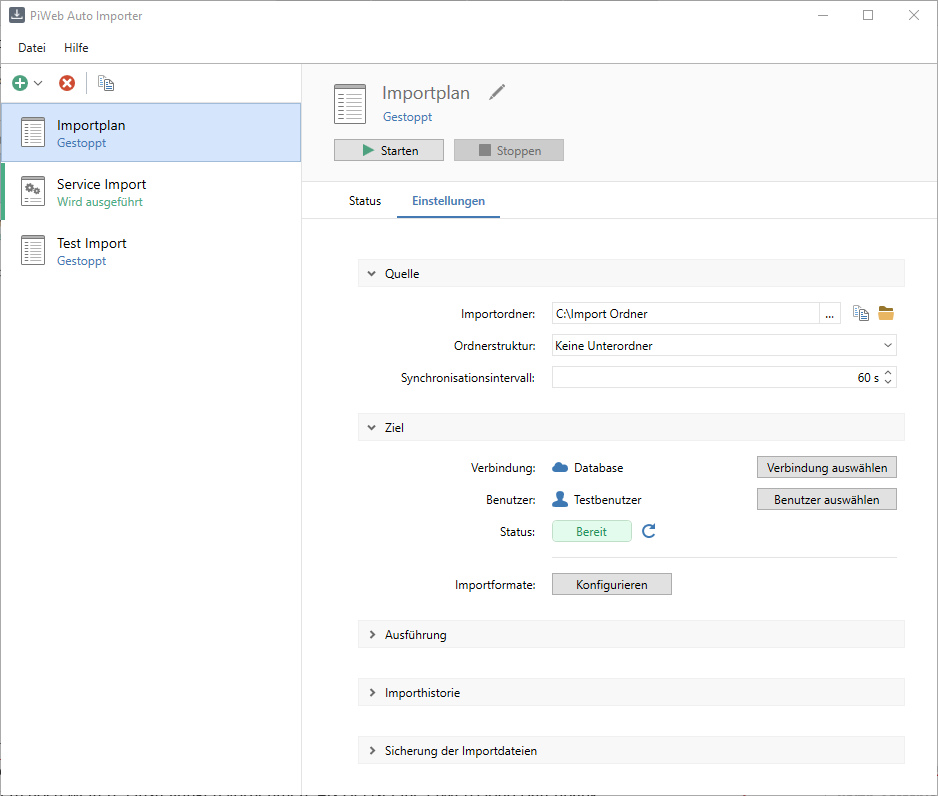 PiWeb Auto Importer
Datei Hilfe
Importplan
Gestoppt
Service Import
Wird ausgeführt
Test Import
Gestoppt
Importplan
Gestoppt
Starten Stoppen
Status Einstellungen
Quelle
Importordner: C:\Import Ordner ...
Ordnerstruktur: Keine Unterordner
Synchronisationsintervall: 60 s
Ziel
Verbindung: Database Verbindung auswählen
Benutzer: Testbenutzer Benutzer auswählen
Status: Bereit
Importformate: Konfigurieren
Ausführung
Importhistorie
Sicherung der Importdateien